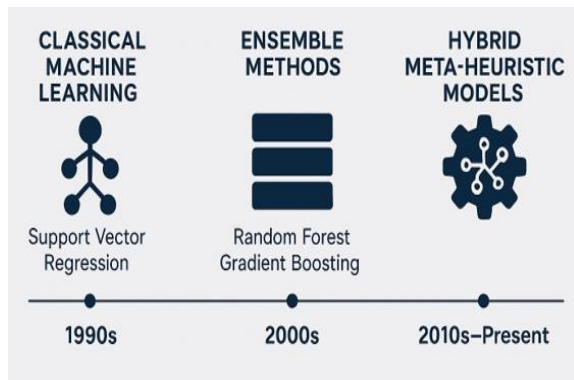 CLASSICAL
MACHINE
LEARNING
Support Vector
Regression
1990s
ENSEMBLE
METHODS
Random Forest
Gradient Boosting
2000s
HYBRID
META-HEURISTIC
MODELS
2010s–Present